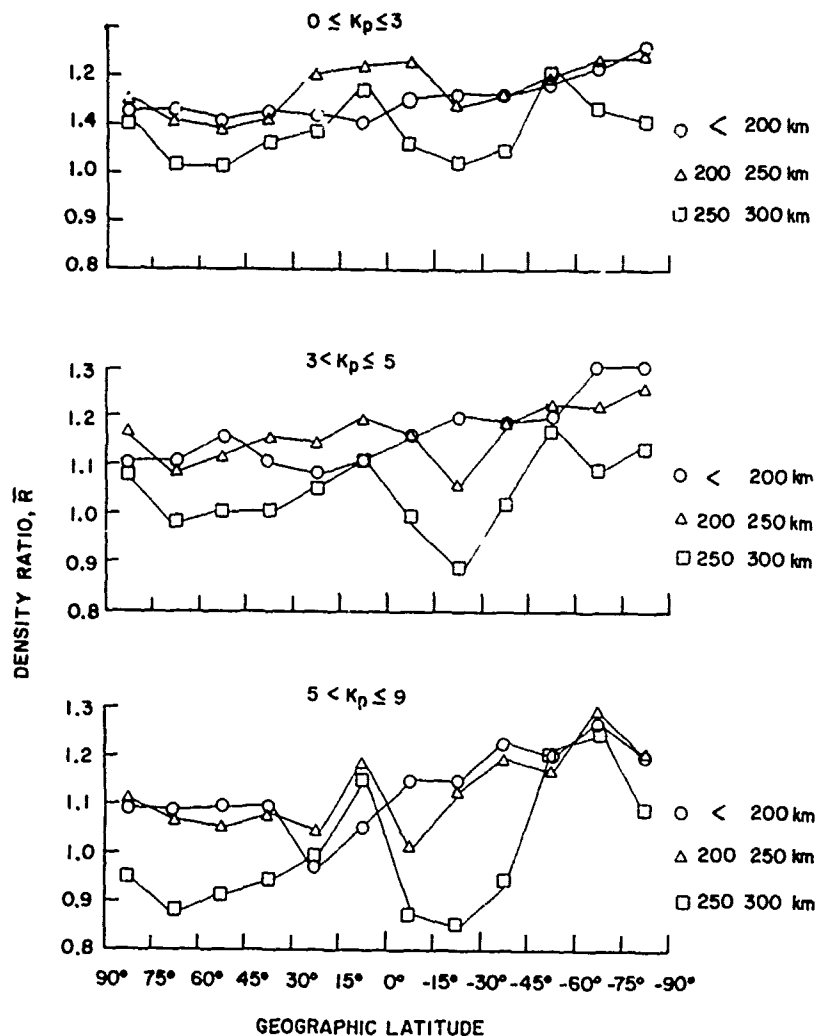 0 ≤ Kp ≤ 3
1.2
1.4
1.0
0.9
0.8
○ < 200 km
△ 200 250 km
□ 250 300 km
3 < Kp ≤ 5
1.3
1.2
1.1
1.0
0.9
0.8
○ < 200 km
△ 200 250 km
□ 250 300 km
DENSITY RATIO, R̅
5 < Kp ≤ 9
1.3
1.2
1.1
1.0
0.9
0.8
○ < 200 km
△ 200 250 km
□ 250 300 km
90° 75° 60° 45° 30° 15° 0° -15° -30° -45° -60° -75° -90°
GEOGRAPHIC LATITUDE